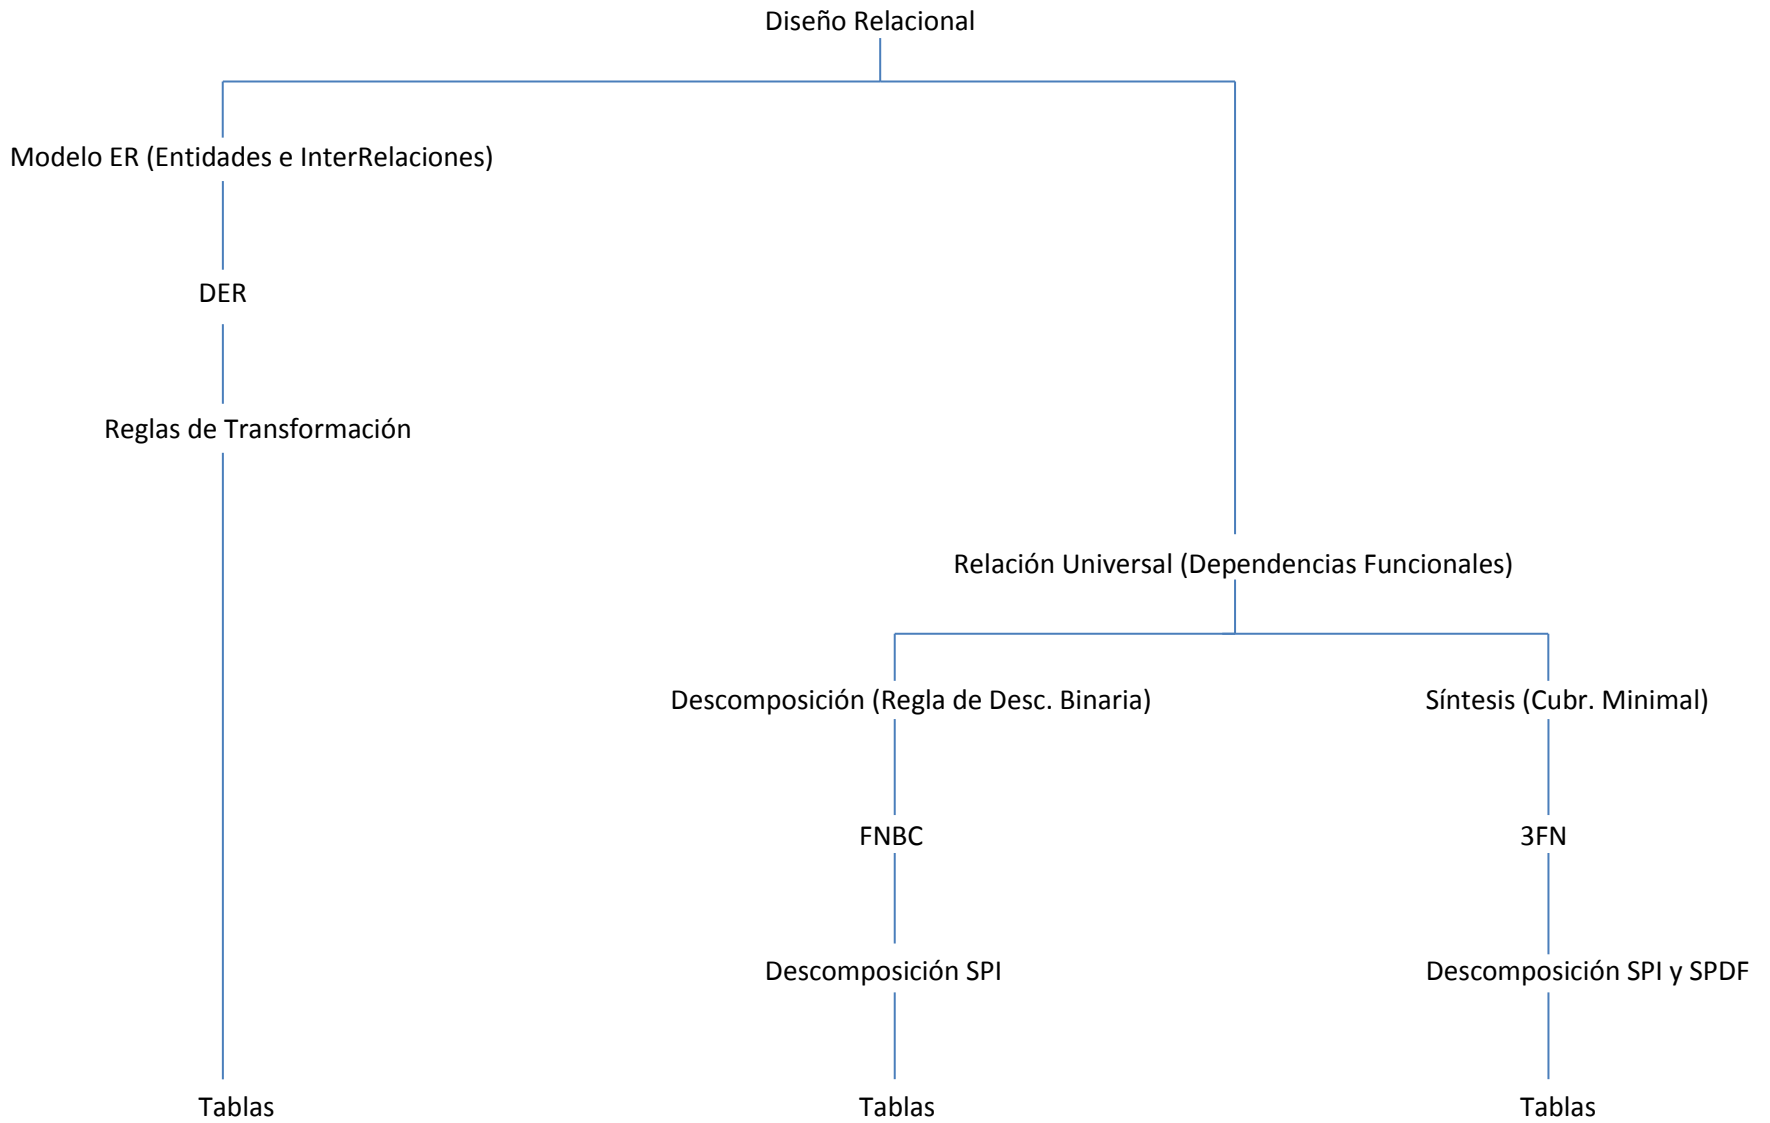 Diseño Relacional
Modelo ER (Entidades e InterRelaciones)
DER
Reglas de Transformación
Relación Universal (Dependencias Funcionales)
Descomposición (Regla de Desc. Binaria)
Síntesis (Cubr. Minimal)
FNBC
3FN
Descomposición SPI
Descomposición SPI y SPDF
Tablas
Tablas
Tablas